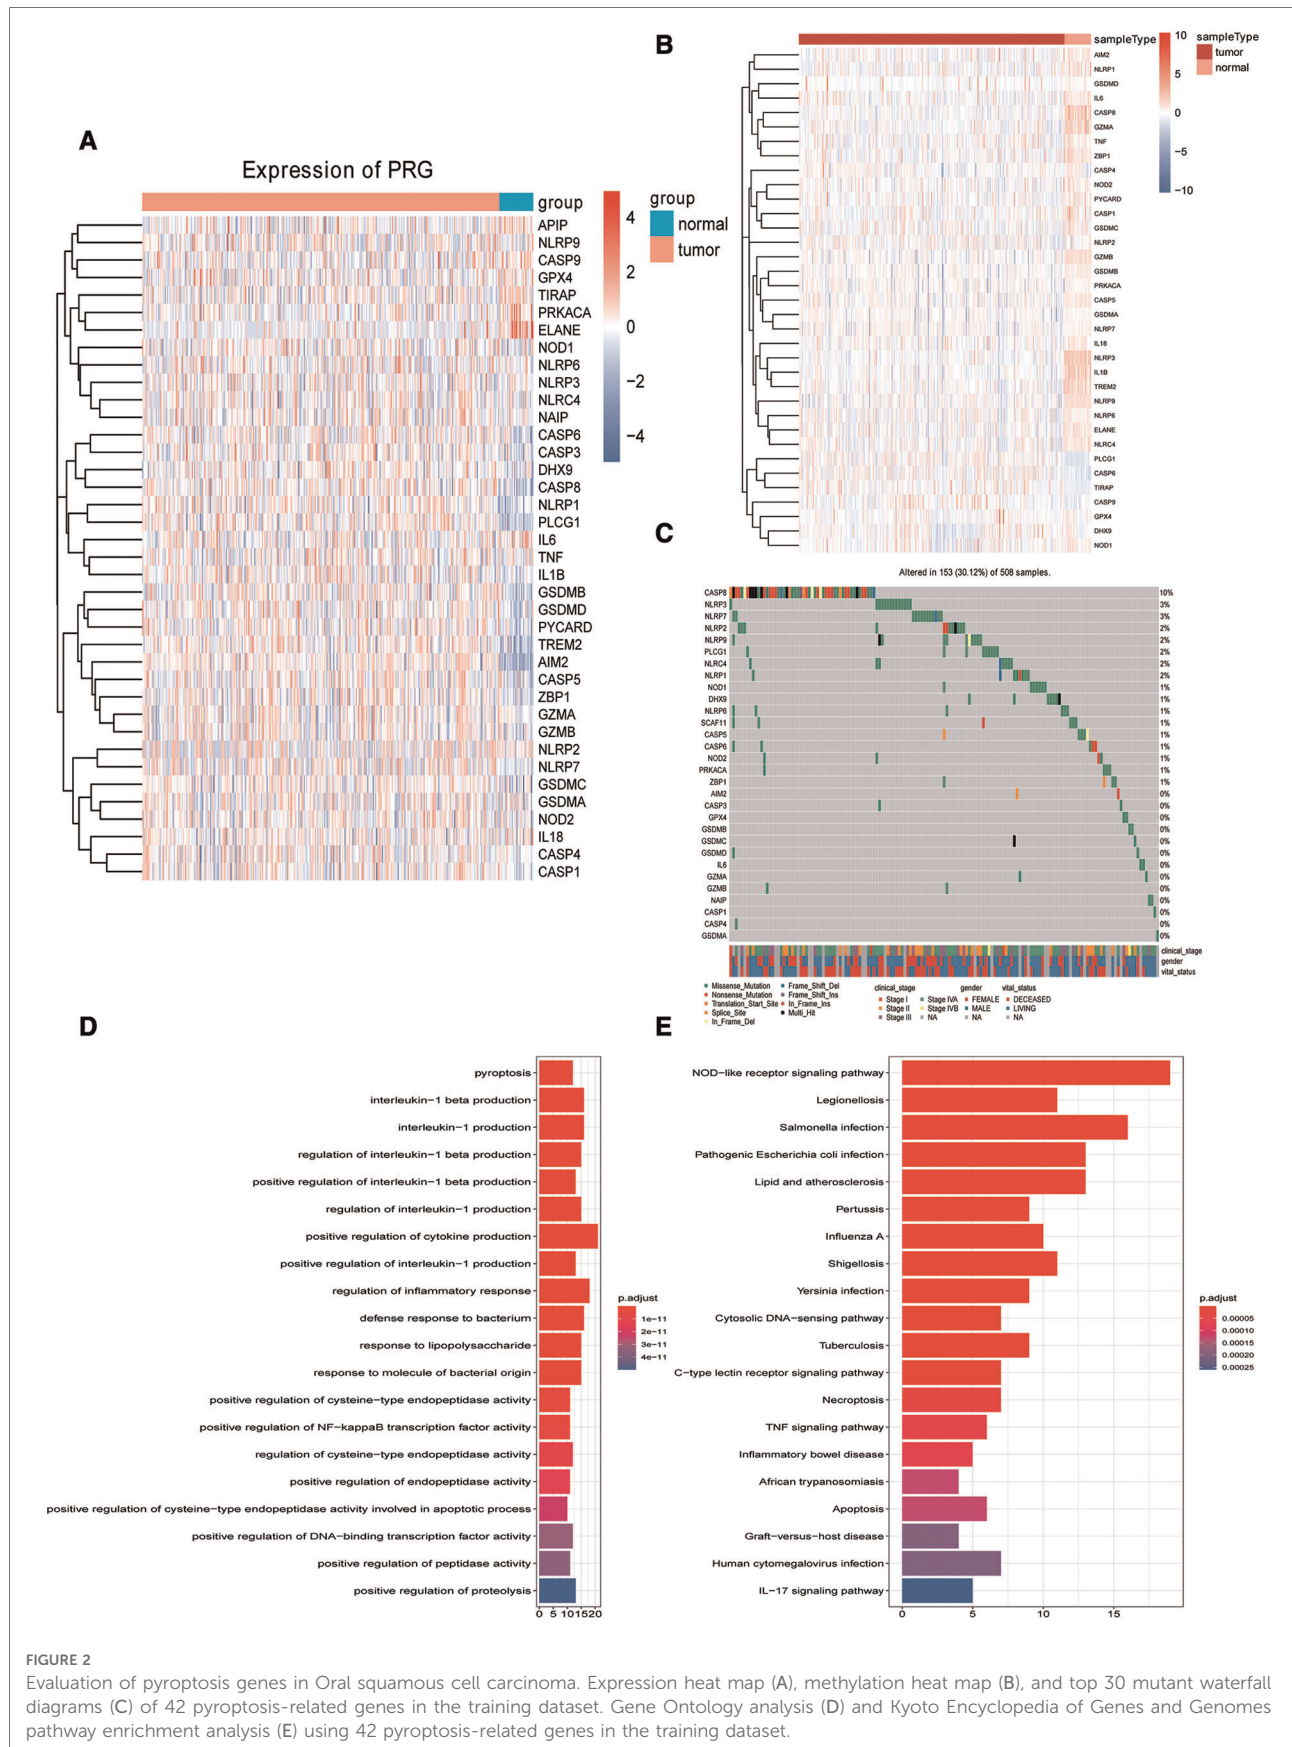 A
Expression of PRG
group
4
2
0
−2
−4
group
normal
tumor
APIP
NLRP9
CASP9
GPX4
TIRAP
PRKACA
ELANE
NOD1
NLRP6
NLRP3
NLRC4
NAIP
CASP6
CASP3
DHX9
CASP8
NLRP1
PLCG1
IL6
TNF
IL1B
GSDMB
GSDMD
PYCARD
TREM2
AIM2
CASP5
ZBP1
GZMA
GZMB
NLRP2
NLRP7
GSDMC
GSDMA
NOD2
IL18
CASP4
CASP1
B
sampleType
10
5
0
−5
−10
sampleType
tumor
normal
AIM2
NLRP1
GSDMD
IL6
CASP8
GZMA
TNF
ZBP1
CASP4
NOD2
PYCARD
CASP1
GSDMC
NLRP2
GZMB
GSDMB
PRKACA
CASP5
GSDMA
NLRP7
IL18
NLRP3
IL1B
TREM2
NLRP9
NLRP6
ELANE
NLRC4
PLCG1
CASP6
TIRAP
CASP9
GPX4
DHX9
NOD1
C
Altered in 153 (30.12%) of 508 samples.
CASP8 10%
NLRP3 3%
NLRP7 3%
NLRP2 2%
NLRP9 2%
PLCG1 2%
NLRC4 2%
NLRP1 2%
NOD1 1%
DHX9 1%
NLRP6 1%
SCAF11 1%
CASP5 1%
CASP6 1%
NOD2 1%
PRKACA 1%
ZBP1 1%
AIM2 0%
CASP3 0%
GPX4 0%
GSDMB 0%
GSDMC 0%
GSDMD 0%
IL6 0%
GZMA 0%
GZMB 0%
NAIP 0%
CASP1 0%
CASP4 0%
GSDMA 0%
clinical_stage
gender
vital_status
Missense_Mutation Frame_Shift_Del
Nonsense_Mutation Frame_Shift_Ins
Translation_Start_Site In_Frame_Ins
Splice_Site Multi_Hit
In_Frame_Del
clinical_stage gender vital_status
Stage I Stage IVA FEMALE DECEASED
Stage II Stage IVB MALE LIVING
Stage III NA NA NA
D
pyroptosis
interleukin−1 beta production
interleukin−1 production
regulation of interleukin−1 beta production
positive regulation of interleukin−1 beta production
regulation of interleukin−1 production
positive regulation of cytokine production
positive regulation of interleukin−1 production
regulation of inflammatory response
defense response to bacterium
response to lipopolysaccharide
response to molecule of bacterial origin
positive regulation of cysteine−type endopeptidase activity
positive regulation of NF−kappaB transcription factor activity
regulation of cysteine−type endopeptidase activity
positive regulation of endopeptidase activity
positive regulation of cysteine−type endopeptidase activity involved in apoptotic process
positive regulation of DNA−binding transcription factor activity
positive regulation of peptidase activity
positive regulation of proteolysis
0 5 10 15 20
p.adjust
1e−11
2e−11
3e−11
4e−11
E
NOD−like receptor signaling pathway
Legionellosis
Salmonella infection
Pathogenic Escherichia coli infection
Lipid and atherosclerosis
Pertussis
Influenza A
Shigellosis
Yersinia infection
Cytosolic DNA−sensing pathway
Tuberculosis
C−type lectin receptor signaling pathway
Necroptosis
TNF signaling pathway
Inflammatory bowel disease
African trypanosomiasis
Apoptosis
Graft−versus−host disease
Human cytomegalovirus infection
IL−17 signaling pathway
0 5 10 15
p.adjust
0.00005
0.00010
0.00015
0.00020
0.00025
FIGURE 2
Evaluation of pyroptosis genes in Oral squamous cell carcinoma. Expression heat map (A), methylation heat map (B), and top 30 mutant waterfall
diagrams (C) of 42 pyroptosis-related genes in the training dataset. Gene Ontology analysis (D) and Kyoto Encyclopedia of Genes and Genomes
pathway enrichment analysis (E) using 42 pyroptosis-related genes in the training dataset.